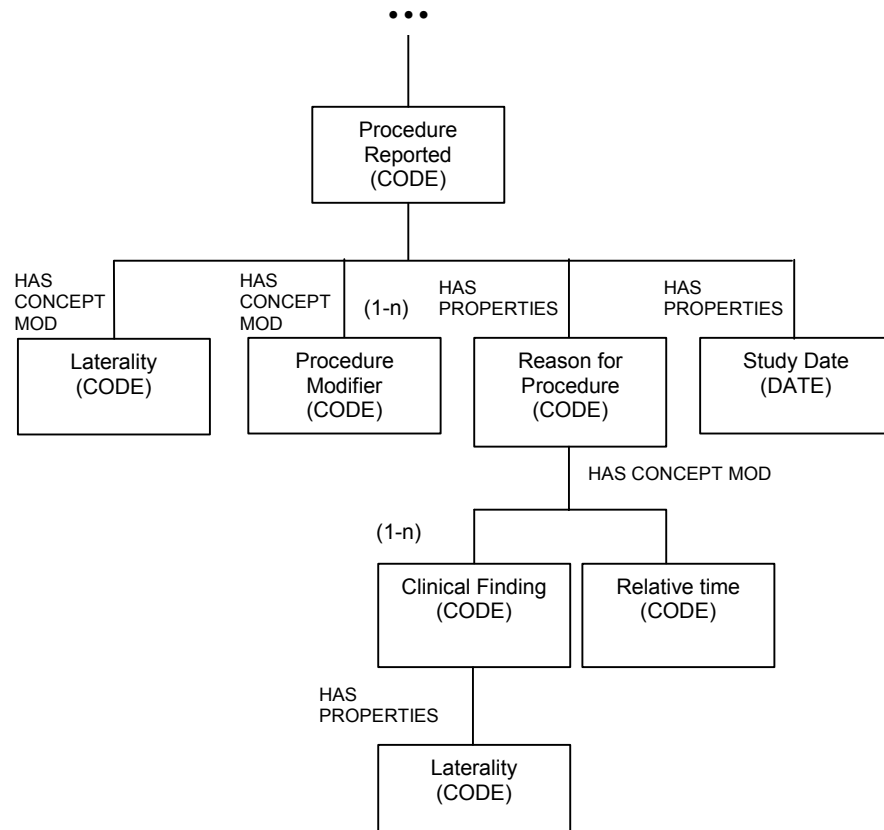 •••
Procedure
Reported
(CODE)
HAS
CONCEPT
MOD
HAS
CONCEPT
MOD
(1-n)
HAS
PROPERTIES
HAS
PROPERTIES
Laterality
(CODE)
Procedure
Modifier
(CODE)
Reason for
Procedure
(CODE)
Study Date
(DATE)
HAS CONCEPT MOD
(1-n)
Clinical Finding
(CODE)
Relative time
(CODE)
HAS
PROPERTIES
Laterality
(CODE)